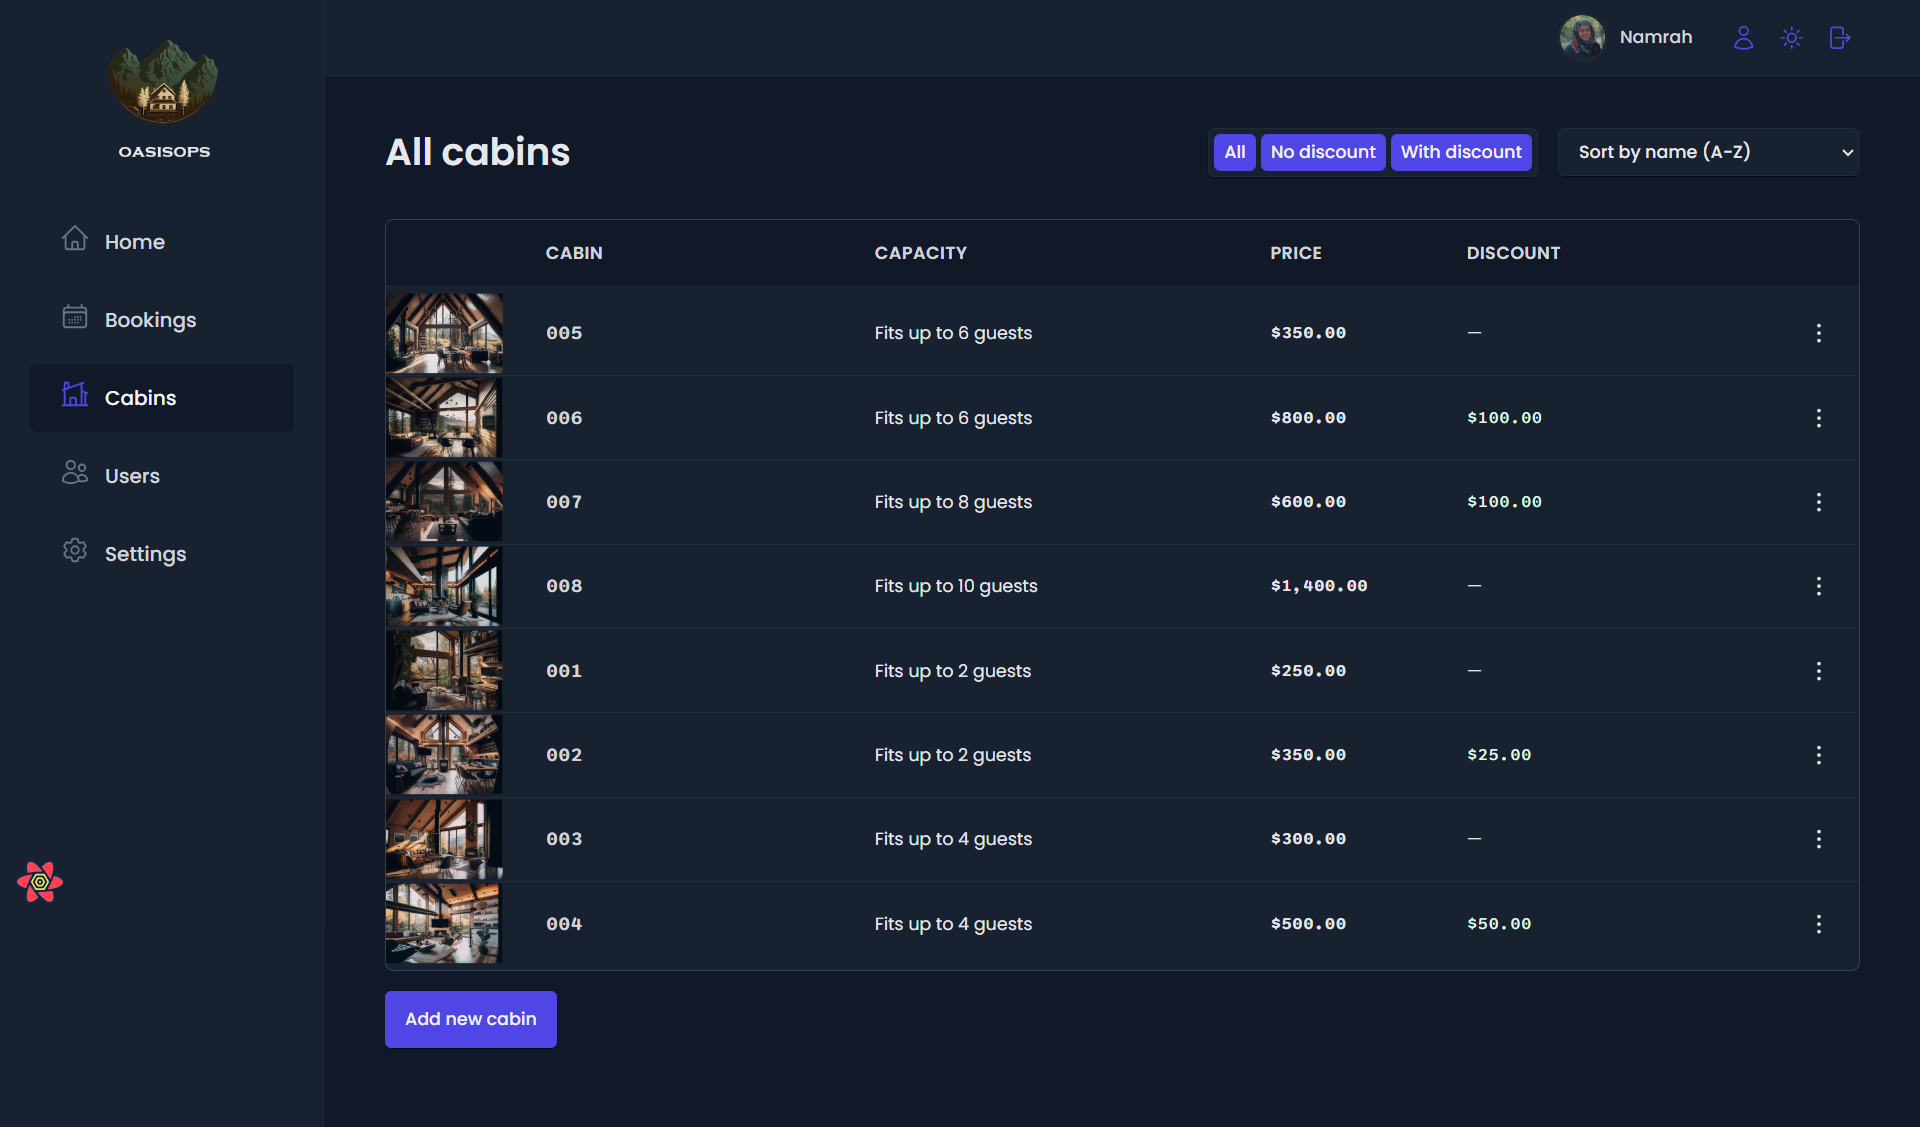 OASISOPS
Home
Bookings
Cabins
Users
Settings
Namrah
All cabins
All No discount With discount Sort by name (A-Z)
CABIN CAPACITY PRICE DISCOUNT
005 Fits up to 6 guests $350.00 —
006 Fits up to 6 guests $800.00 $100.00
007 Fits up to 8 guests $600.00 $100.00
008 Fits up to 10 guests $1,400.00 —
001 Fits up to 2 guests $250.00 —
002 Fits up to 2 guests $350.00 $25.00
003 Fits up to 4 guests $300.00 —
004 Fits up to 4 guests $500.00 $50.00
Add new cabin